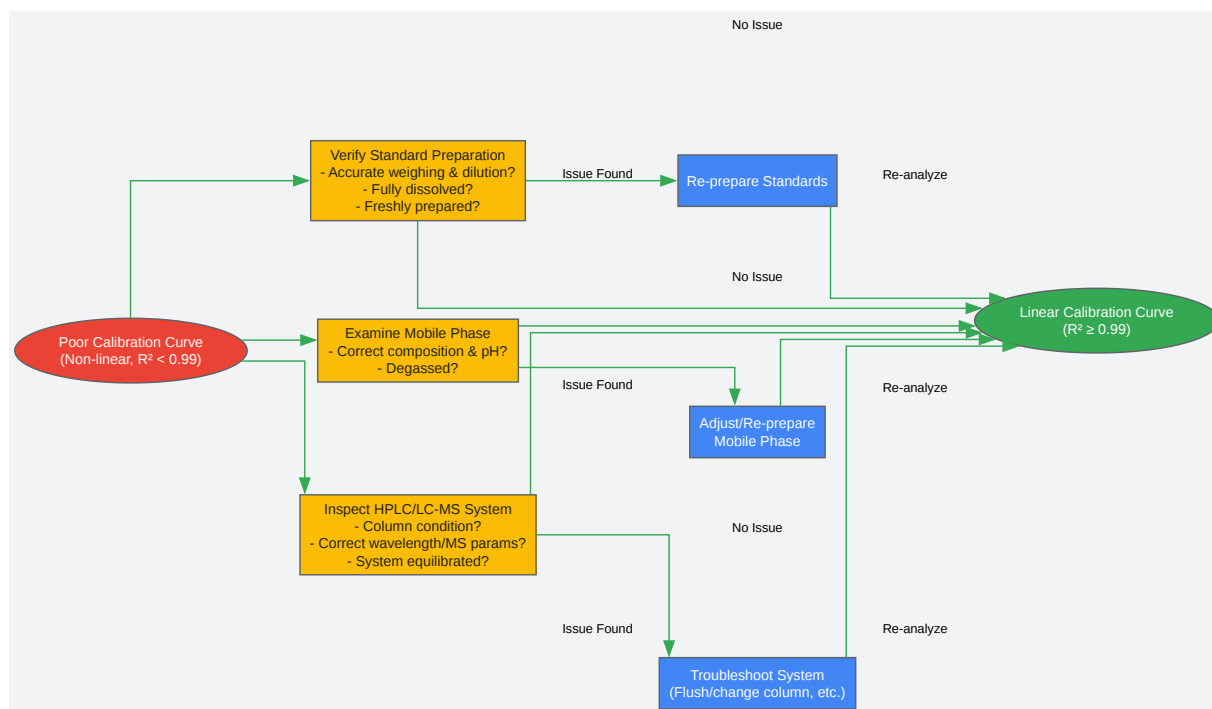 No Issue
Verify Standard Preparation
- Accurate weighing & dilution?
- Fully dissolved?
- Freshly prepared?
Issue Found
Re-prepare Standards
Re-analyze
No Issue
Linear Calibration Curve
(R² ≥ 0.99)
Poor Calibration Curve
(Non-linear, R² < 0.99)
Examine Mobile Phase
- Correct composition & pH?
- Degassed?
Issue Found
Re-analyze
Adjust/Re-prepare
Mobile Phase
Inspect HPLC/LC-MS System
- Column condition?
- Correct wavelength/MS params?
- System equilibrated?
No Issue
Issue Found
Re-analyze
Troubleshoot System
(Flush/change column, etc.)